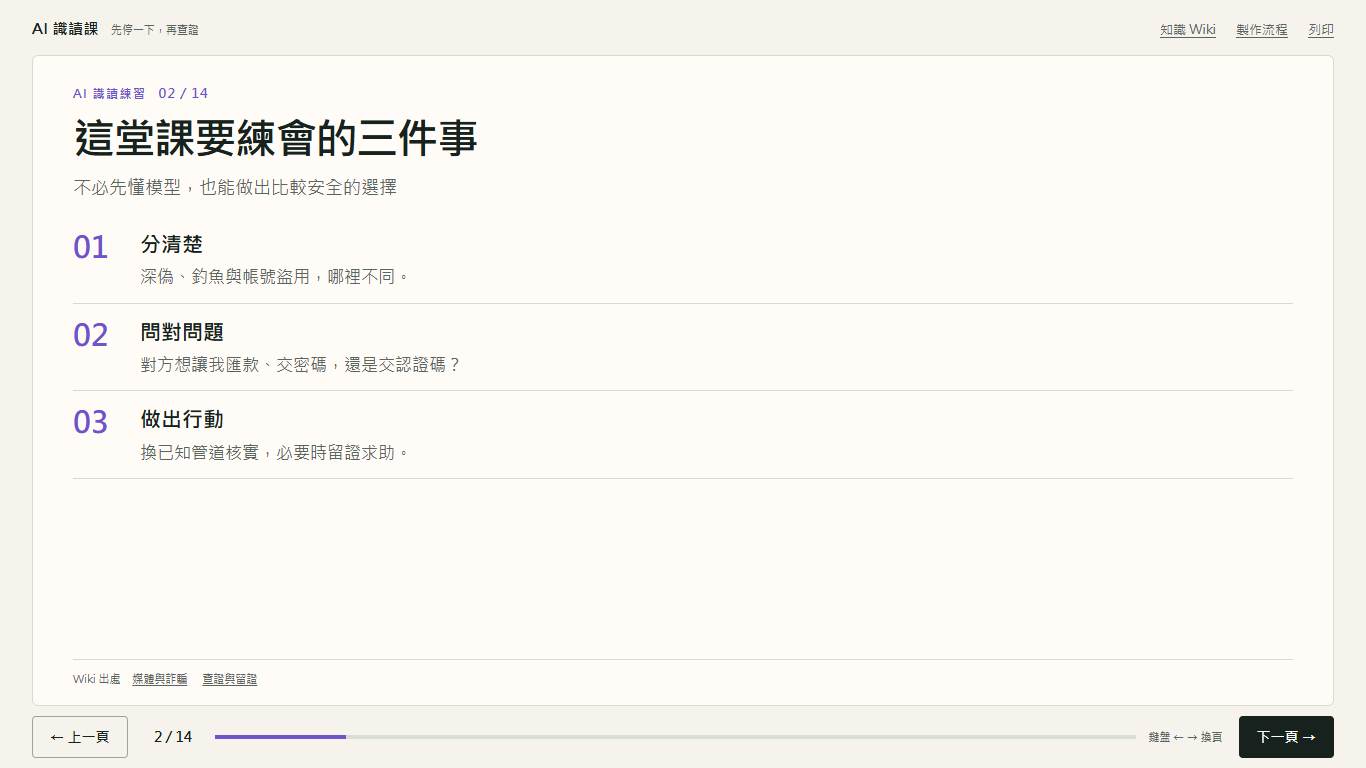 AI 識讀課 先停一下，再查證
知識 Wiki 製作流程 列印
AI 識讀練習 02 / 14
這堂課要練會的三件事
不必先懂模型，也能做出比較安全的選擇
01 分清楚
深偽、釣魚與帳號盜用，哪裡不同。
02 問對問題
對方想讓我匯款、交密碼，還是交認證碼？
03 做出行動
換已知管道核實，必要時留證求助。
Wiki 出處 媒體與詐騙 查證與留證
← 上一頁 2 / 14 鍵盤 ← → 換頁 下一頁 →